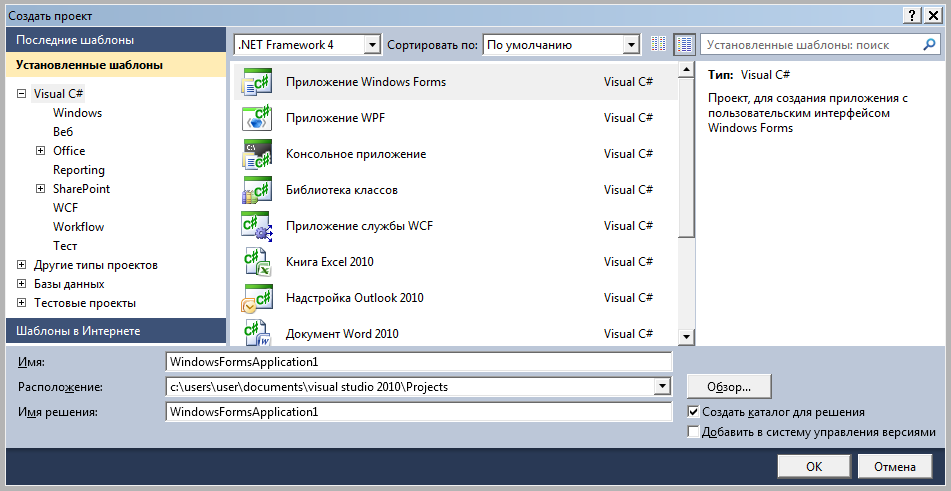 Создать проект
Последние шаблоны
Установленные шаблоны
Visual C#
Windows
Веб
Office
Reporting
SharePoint
WCF
Workflow
Тест
Другие типы проектов
Базы данных
Тестовые проекты
Шаблоны в Интернете
.NET Framework 4
Сортировать по:
По умолчанию
Установленные шаблоны: поиск
Приложение Windows Forms Visual C#
Приложение WPF Visual C#
Консольное приложение Visual C#
Библиотека классов Visual C#
Приложение службы WCF Visual C#
Книга Excel 2010 Visual C#
Надстройка Outlook 2010 Visual C#
Документ Word 2010 Visual C#
Тип: Visual C#
Проект, для создания приложения с
пользовательским интерфейсом
Windows Forms
Имя: WindowsFormsApplication1
Расположение: c:\users\user\documents\visual studio 2010\Projects
Обзор...
Имя решения: WindowsFormsApplication1
Создать каталог для решения
Добавить в систему управления версиями
OK
Отмена